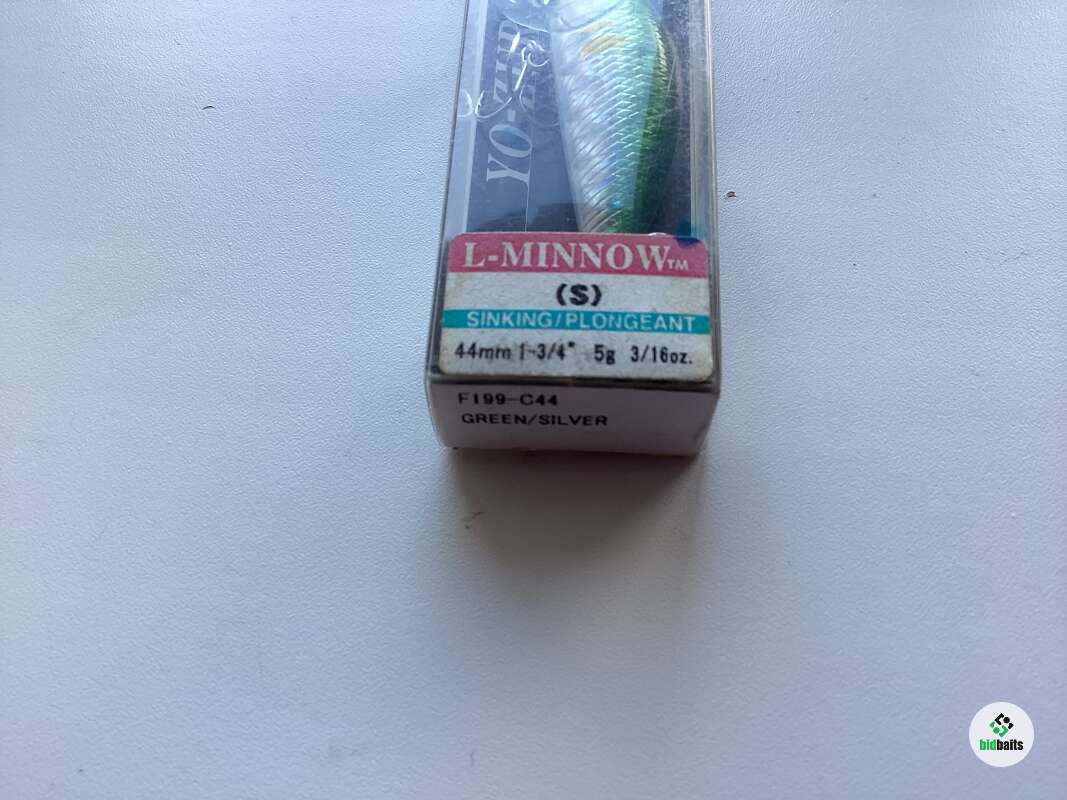 YO-ZURI
L-MINNOW™
(S)
SINKING/PLONGEANT
44mm 1-3/4" 5g 3/16oz.
F199-C44
GREEN/SILVER
bidbaits